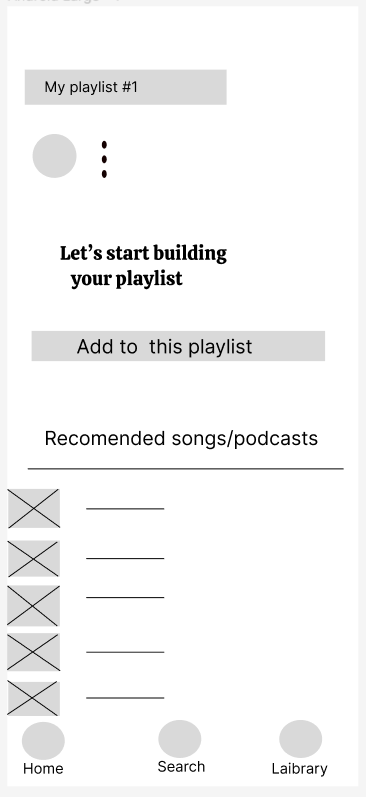 My playlist #1
Let's start building
your playlist
Add to this playlist
Recomended songs/podcasts
Home
Search
Laibrary